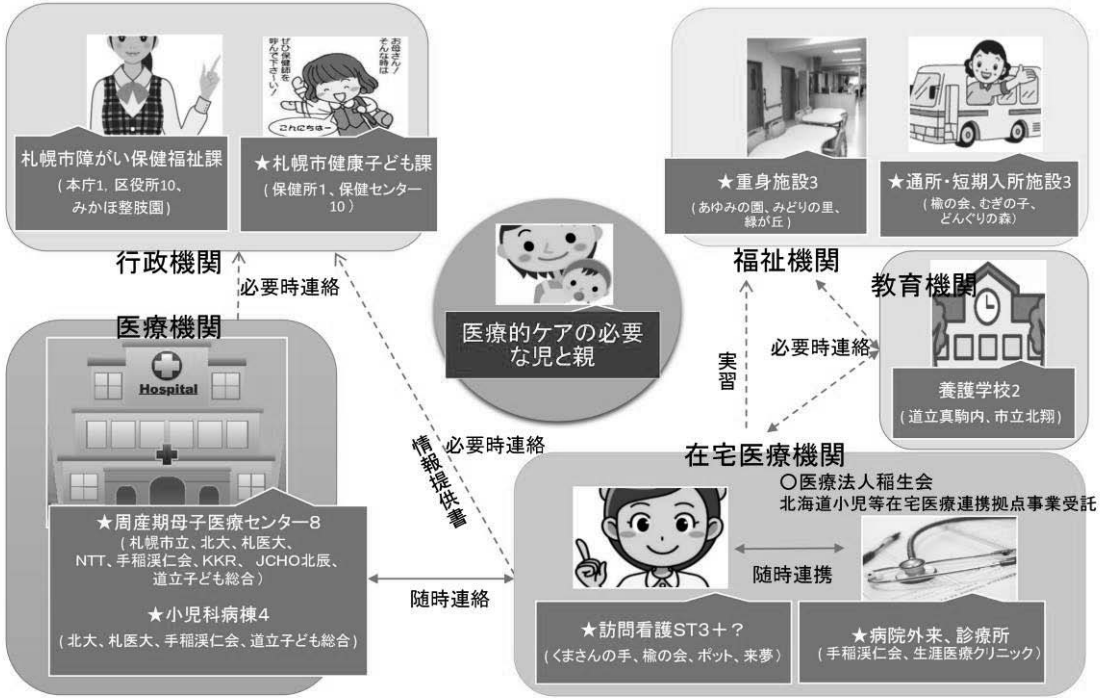 お母さん!
そんな時は
ぜひ保健師を
呼んで下さ〜い!
こんにちはー
札幌市障がい保健福祉課
(本庁1、区役所10、
みかほ整肢園)
★札幌市健康子ども課
(保健所1、保健センター
10)
行政機関
★重身施設3
(あゆみの園、みどりの里、
緑が丘)
★通所・短期入所施設3
(楡の会、むぎの子、
どんぐりの森)
福祉機関
教育機関
養護学校2
(道立真駒内、市立北翔)
医療的ケアの必要
な児と親
必要時連絡
医療機関
Hospital
★周産期母子医療センター8
(札幌市立、北大、札医大、
NTT、手稲渓仁会、KKR、JCHO北辰、
道立子ども総合)
★小児科病棟4
(北大、札医大、手稲渓仁会、道立子ども総合)
必要時連絡
情報提供書
随時連絡
実習
必要時連絡
在宅医療機関
○医療法人稲生会
北海道小児等在宅医療連携拠点事業受託
随時連携
★訪問看護ST3+?
(くまさんの手、楡の会、ポット、来夢)
★病院外来、診療所
(手稲渓仁会、生涯医療クリニック)